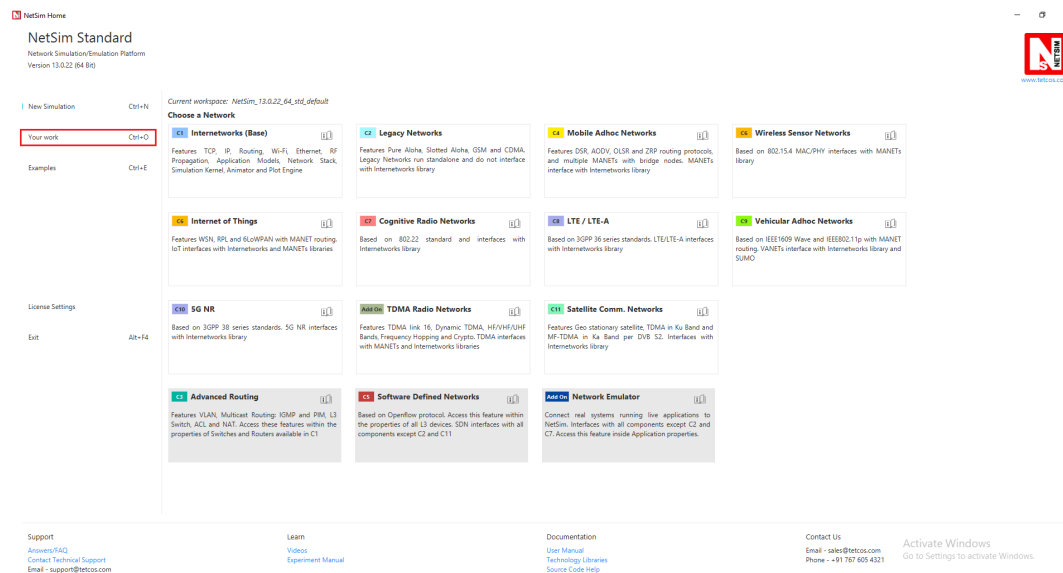 NetSim Home
NetSim Standard
Network Simulation/Emulation Platform
Version 13.0.22 (64 Bit)
NETSIM
www.tetcos.co
New Simulation Ctrl+N
Your work Ctrl+O
Examples Ctrl+E
License Settings
Exit Alt+F4
Current workspace: NetSim_13.0.22_64_std_default
Choose a Network
C1 Internetworks (Base)
Features TCP, IP, Routing, Wi-Fi, Ethernet, RF
Propagation, Application Models, Network Stack,
Simulation Kernel, Animator and Plot Engine
C2 Legacy Networks
Features Pure Aloha, Slotted Aloha, GSM and CDMA.
Legacy Networks run standalone and do not interface
with Internetworks library
C4 Mobile Adhoc Networks
Features DSR, AODV, OLSR and ZRP routing protocols,
and multiple MANETs with bridge nodes. MANETs
interface with Internetworks library
C6 Wireless Sensor Networks
Based on 802.15.4 MAC/PHY interfaces with MANETs
library
C6 Internet of Things
Features WSN, RPL and 6LoWPAN with MANET routing.
IoT interfaces with Internetworks and MANETs libraries
C7 Cognitive Radio Networks
Based on 802.22 standard and interfaces with
Internetworks library
C8 LTE / LTE-A
Based on 3GPP 36 series standards. LTE/LTE-A interfaces
with Internetworks library
C9 Vehicular Adhoc Networks
Based on IEEE1609 Wave and IEEE802.11p with MANET
routing. VANETs interface with Internetworks library and
SUMO
C10 5G NR
Based on 3GPP 38 series standards. 5G NR interfaces
with Internetworks library
Add On TDMA Radio Networks
Features TDMA link 16, Dynamic TDMA, HF/VHF/UHF
Bands, Frequency Hopping and Crypto. TDMA interfaces
with MANETs and Internetworks libraries
C11 Satellite Comm. Networks
Features Geo stationary satellite, TDMA in Ku Band and
MF-TDMA in Ka Band per DVB S2. Interfaces with
Internetworks library
C3 Advanced Routing
Features VLAN, Multicast Routing: IGMP and PIM, L3
Switch, ACL and NAT. Access these features within the
properties of Switches and Routers available in C1
C5 Software Defined Networks
Based on Openflow protocol. Access this feature within
the properties of all L3 devices. SDN interfaces with all
components except C2 and C11
Add On Network Emulator
Connect real systems running live applications to
NetSim. Interfaces with all components except C2 and
C7. Access this feature inside Application properties.
Support
Answers/FAQ
Contact Technical Support
Email - support@tetcos.com
Learn
Videos
Experiment Manual
Documentation
User Manual
Technology Libraries
Source Code Help
Contact Us
Email - sales@tetcos.com
Phone - +91 767 605 4321
Activate Windows
Go to Settings to activate Windows.